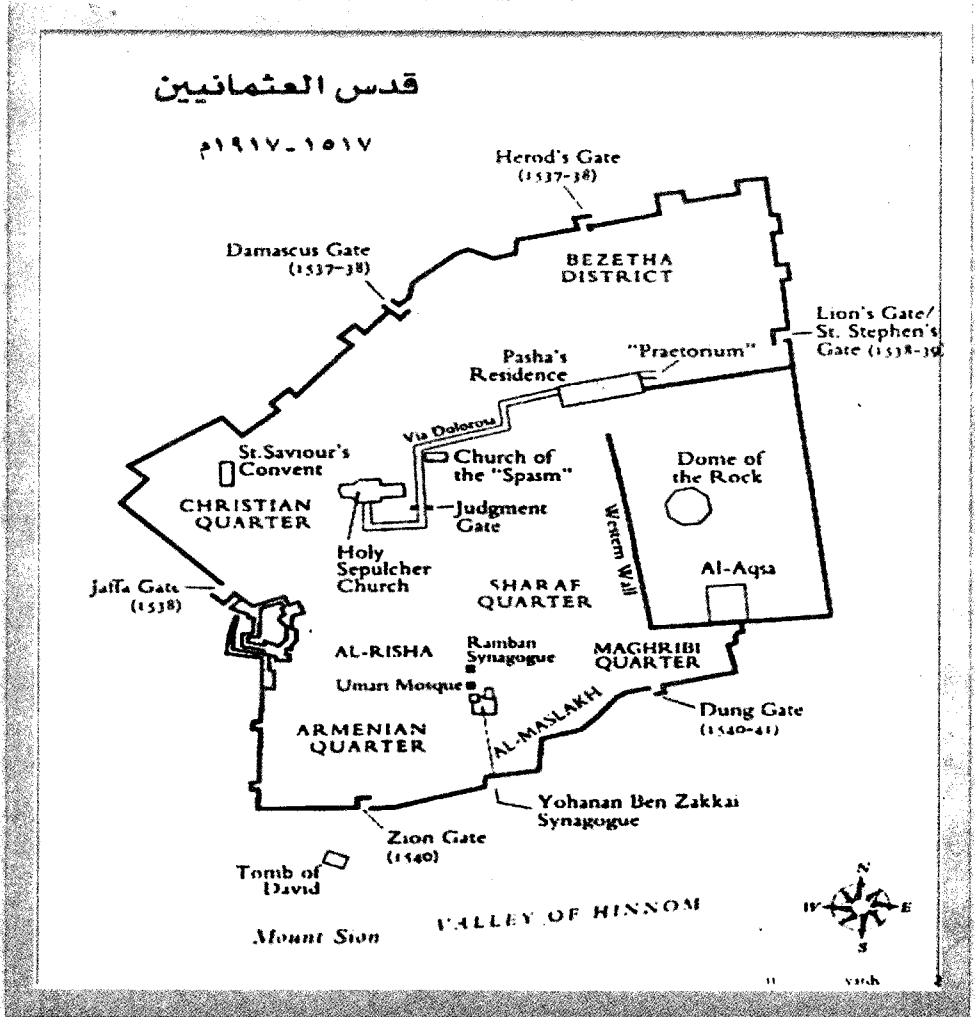 قدس العثمانيين
١٥١٧-١٩١٧م
Herod's Gate
(1537-38)
Damascus Gate
(1537-38)
BEZETHA
DISTRICT
Lion's Gate/
St. Stephen's
Gate (1538-39)
Pasha's
Residence
"Praetorium"
Via Dolorosa
St.Saviour's
Convent
Church of
the "Spasm"
Dome of
the Rock
CHRISTIAN
QUARTER
Judgment
Gate
Western Wall
Holy
Sepulcher
Church
Al-Aqsa
Jaffa Gate
(1538)
SHARAF
QUARTER
AL-RISHA
Ramban
Synagogue
MAGHRIBI
QUARTER
Umari Mosque
ARMENIAN
QUARTER
AL-MASLAKH
Dung Gate
(1540-41)
Yohanan Ben Zakkai
Synagogue
Zion Gate
(1540)
Tomb of
David
VALLEY OF HINNOM
Mount Sion
N
W E
S
yards